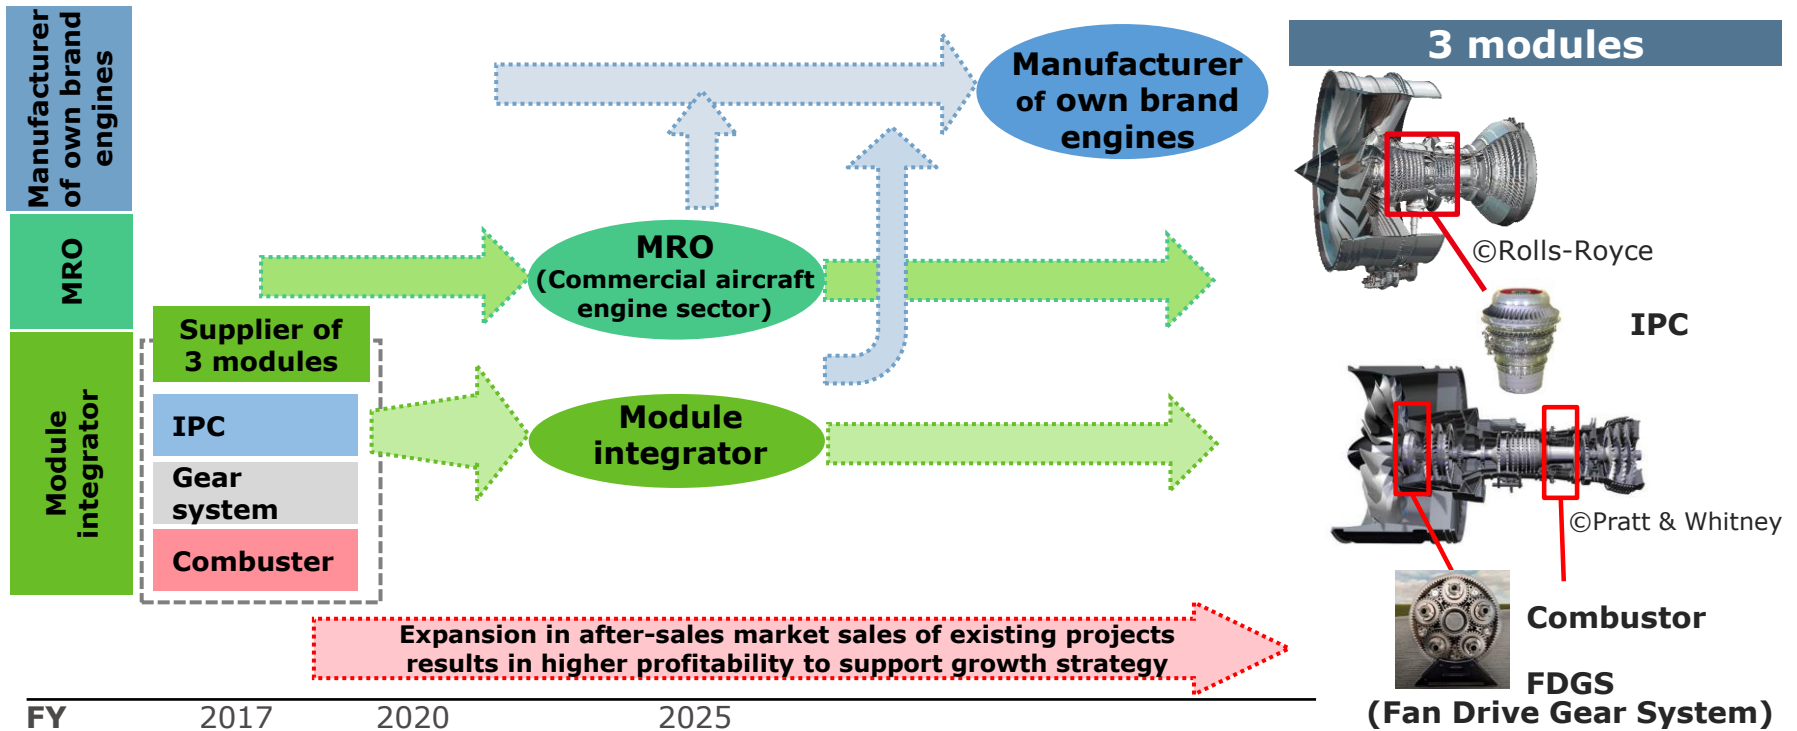 Manufacturer
of own brand
engines
MRO
Module
integrator
Manufacturer
of own brand
engines
MRO
(Commercial aircraft
engine sector)
Supplier of
3 modules
IPC
Gear
system
Combuster
Module
integrator
Expansion in after-sales market sales of existing projects
results in higher profitability to support growth strategy
FY 2017 2020 2025
3 modules
©Rolls-Royce
IPC
©Pratt & Whitney
Combustor
FDGS
(Fan Drive Gear System)